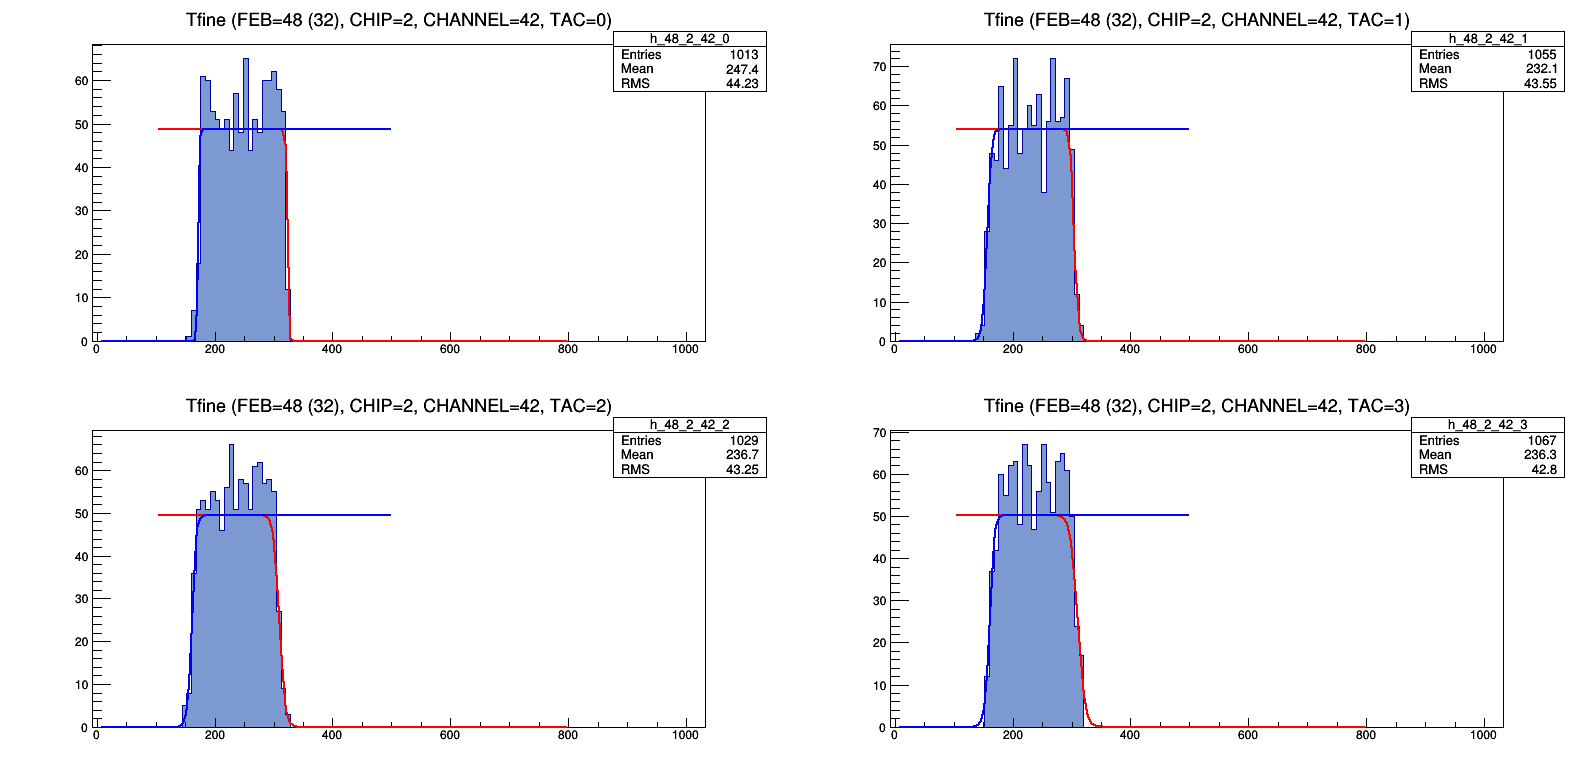 Tfine (FEB=48 (32), CHIP=2, CHANNEL=42, TAC=0)
h_48_2_42_0
Entries 1013
Mean 247.4
RMS 44.23
60
50
40
30
20
10
0
0 200 400 600 800 1000
Tfine (FEB=48 (32), CHIP=2, CHANNEL=42, TAC=1)
h_48_2_42_1
Entries 1055
Mean 232.1
RMS 43.55
70
60
50
40
30
20
10
0
0 200 400 600 800 1000
Tfine (FEB=48 (32), CHIP=2, CHANNEL=42, TAC=2)
h_48_2_42_2
Entries 1029
Mean 236.7
RMS 43.25
60
50
40
30
20
10
0
0 200 400 600 800 1000
Tfine (FEB=48 (32), CHIP=2, CHANNEL=42, TAC=3)
h_48_2_42_3
Entries 1067
Mean 236.3
RMS 42.8
70
60
50
40
30
20
10
0
0 200 400 600 800 1000